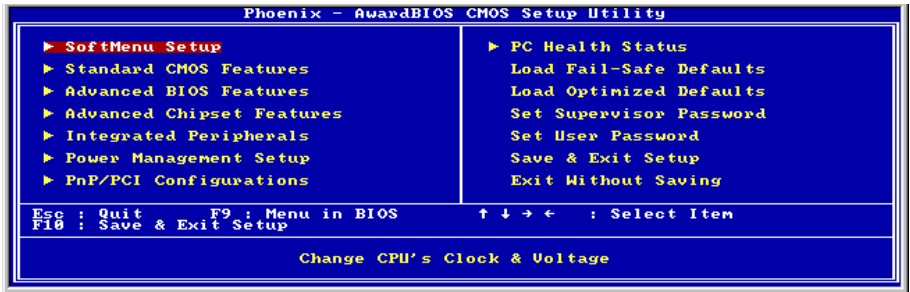 Phoenix - AwardBIOS CMOS Setup Utility
► SoftMenu Setup
► Standard CMOS Features
► Advanced BIOS Features
► Advanced Chipset Features
► Integrated Peripherals
► Power Management Setup
► PnP/PCI Configurations
► PC Health Status
Load Fail-Safe Defaults
Load Optimized Defaults
Set Supervisor Password
Set User Password
Save & Exit Setup
Exit Without Saving
Esc : Quit F9 : Menu in BIOS ↑ ↓ → ← : Select Item
F10 : Save & Exit Setup
Change CPU's Clock & Voltage